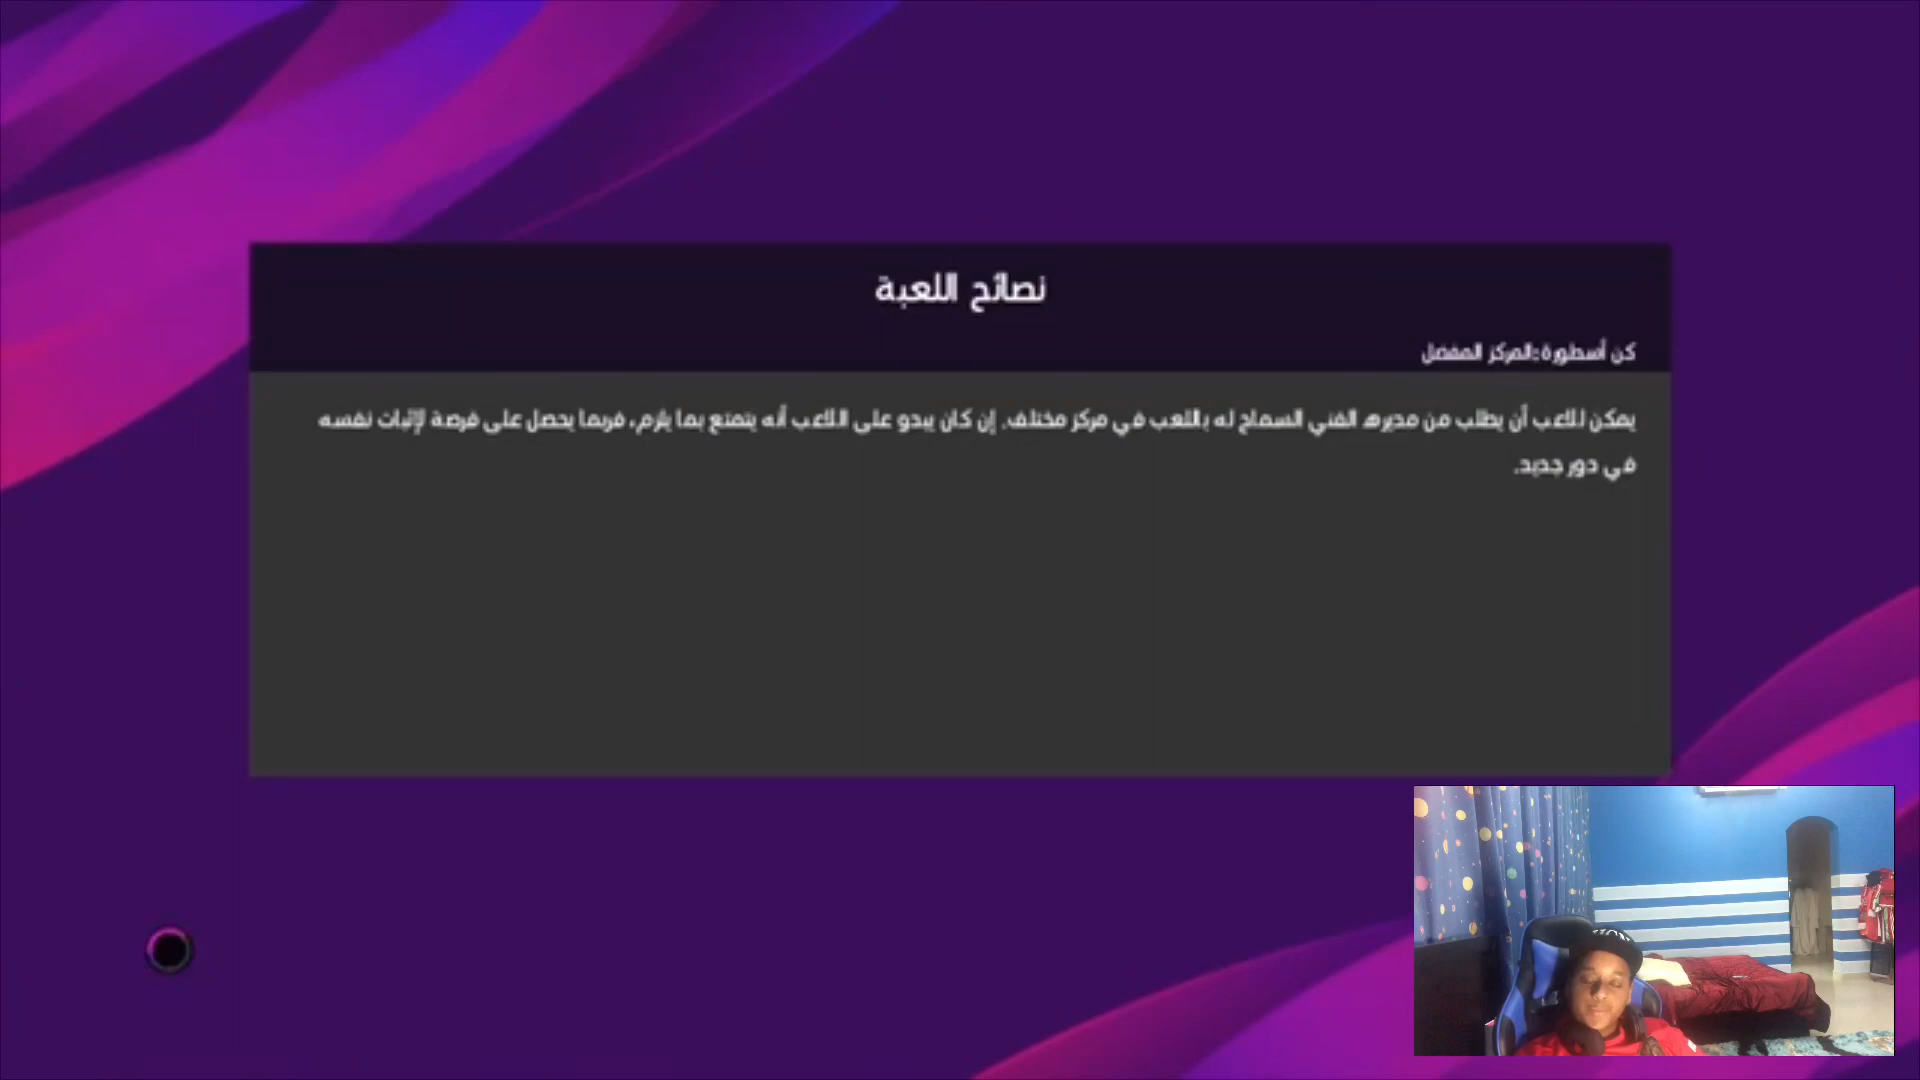 نصائح اللعبة
كن أسطورة:المركز المفضل
يمكن للاعب أن يطلب من مديره الفني السماح له باللعب في مركز مختلف. إن كان يبدو على اللاعب أنه يتمتع بما يلزم، فربما يحصل على فرصة لإثبات نفسه
في دور جديد.